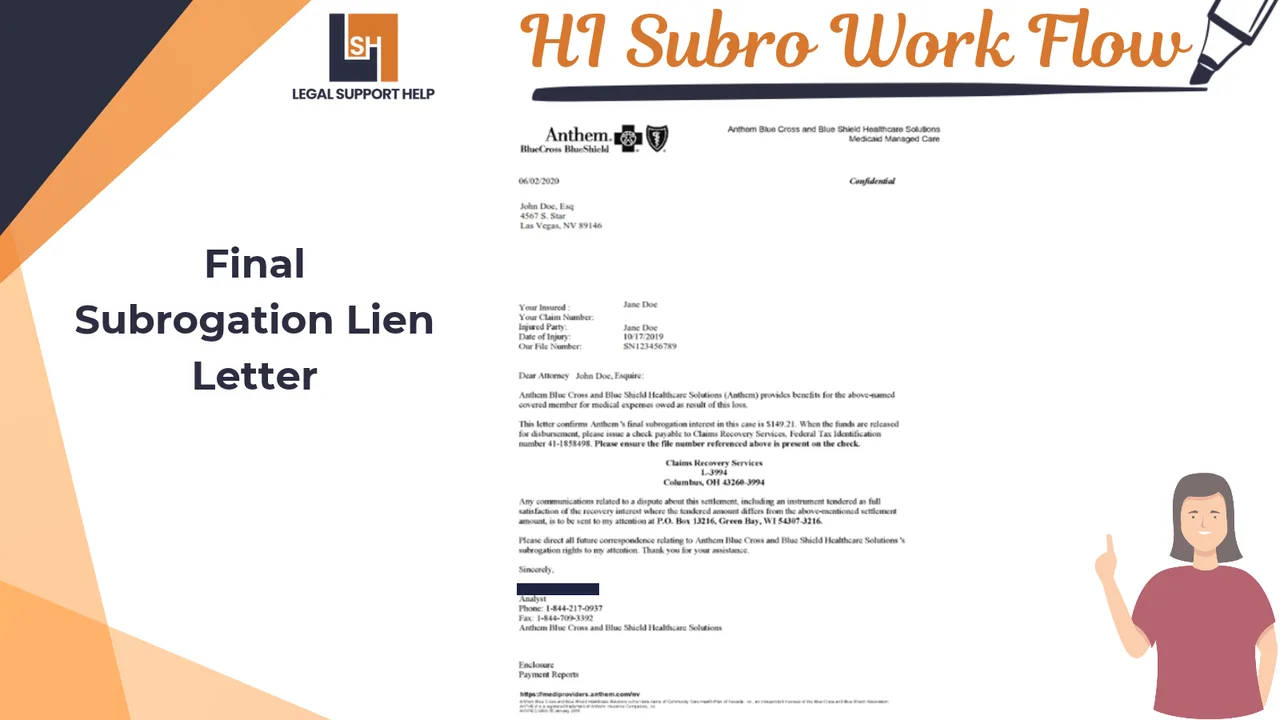 SH
LEGAL SUPPORT HELP
HI Subro Work Flow
Final
Subrogation Lien
Letter
Anthem.
BlueCross BlueShield
Anthem Blue Cross and Blue Shield Healthcare Solutions
Medicaid Managed Care
06/02/2020
Confidential
John Doe, Esq
4567 S. Star
Las Vegas, NV 89146
Your Insured : Jane Doe
Your Claim Number:
Injured Party: Jane Doe
Date of Injury: 10/17/2019
Our File Number: SN123456789
Dear Attorney John Doe, Esquire:
Anthem Blue Cross and Blue Shield Healthcare Solutions (Anthem) provides benefits for the above-named
covered member for medical expenses owed as result of this loss.
This letter confirms Anthem's final subrogation interest in this case is $149.21. When the funds are released
for disbursement, please issue a check payable to Claims Recovery Services, Federal Tax Identification
number 41-1858498. Please ensure the file number referenced above is present on the check.
Claims Recovery Services
L-3994
Columbus, OH 43260-3994
Any communications related to a dispute about this settlement, including an instrument tendered as full
satisfaction of the recovery interest where the tendered amount differs from the above-mentioned settlement
amount, is to be sent to my attention at P.O. Box 13216, Green Bay, WI 54307-3216.
Please direct all future correspondence relating to Anthem Blue Cross and Blue Shield Healthcare Solutions 's
subrogation rights to my attention. Thank you for your assistance.
Sincerely,
Analyst
Phone: 1-844-217-0937
Fax: 1-844-709-3392
Anthem Blue Cross and Blue Shield Healthcare Solutions
Enclosure
Payment Reports
https://mediproviders.anthem.com/nv